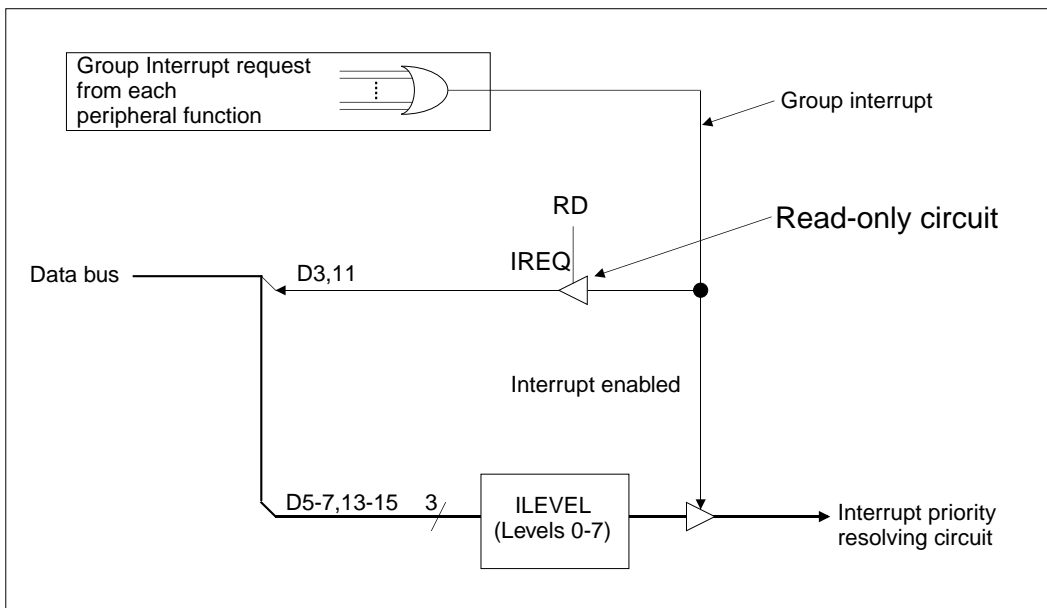 Group Interrupt request
from each
peripheral function
Group interrupt
RD
Read-only circuit
IREQ
Data bus
D3,11
Interrupt enabled
D5-7,13-15 3
ILEVEL
(Levels 0-7)
Interrupt priority
resolving circuit